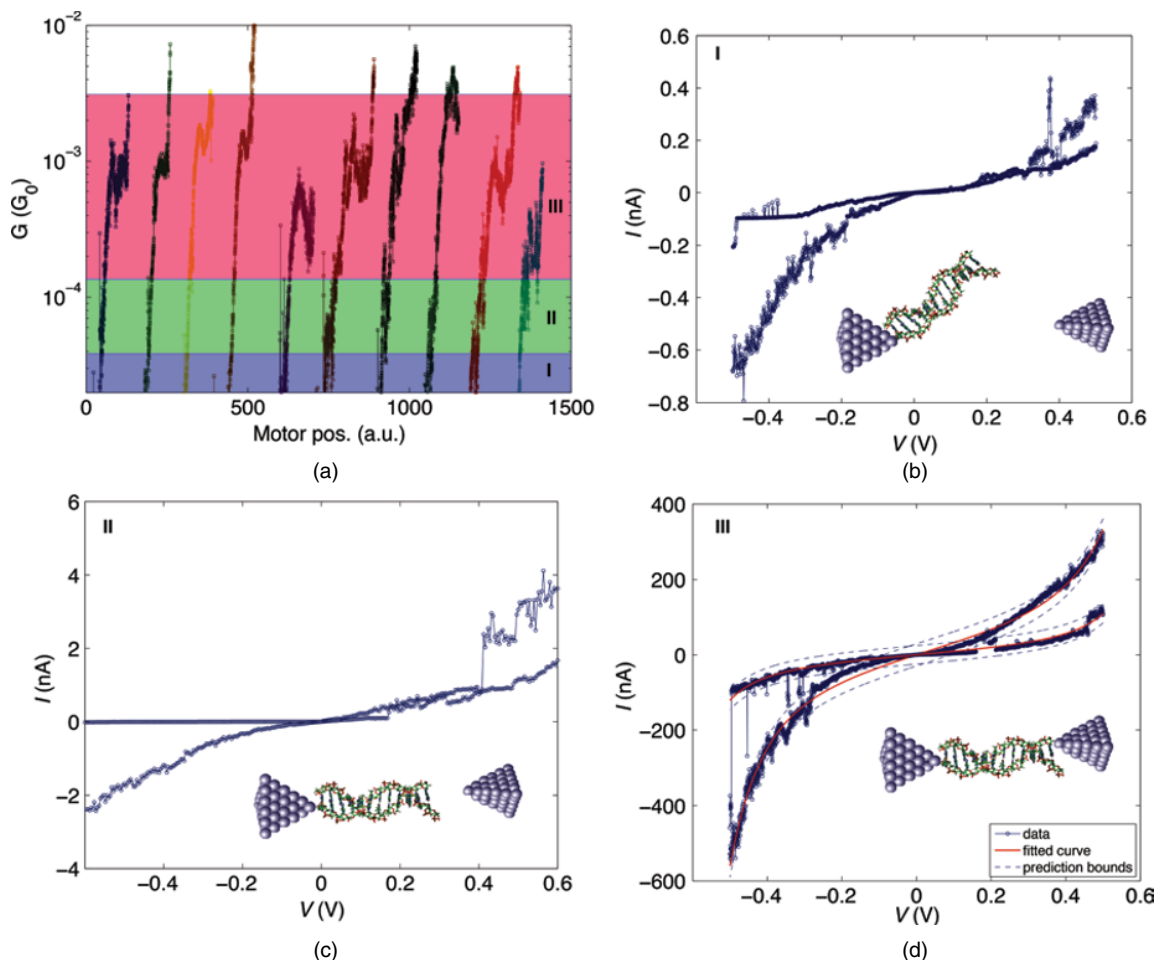 10⁻²
10⁻³
10⁻⁴
G (G₀)
III
II
I
0
500
1000
1500
Motor pos. (a.u.)
(a)
I
0.6
0.4
0.2
0
−0.2
−0.4
−0.6
−0.8
I (nA)
−0.4
−0.2
0
0.2
0.4
0.6
V (V)
(b)
II
6
4
2
0
−2
−4
I (nA)
−0.4
−0.2
0
0.2
0.4
0.6
V (V)
(c)
III
400
200
0
−200
−400
−600
I (nA)
data
fitted curve
prediction bounds
−0.4
−0.2
0
0.2
0.4
0.6
V (V)
(d)